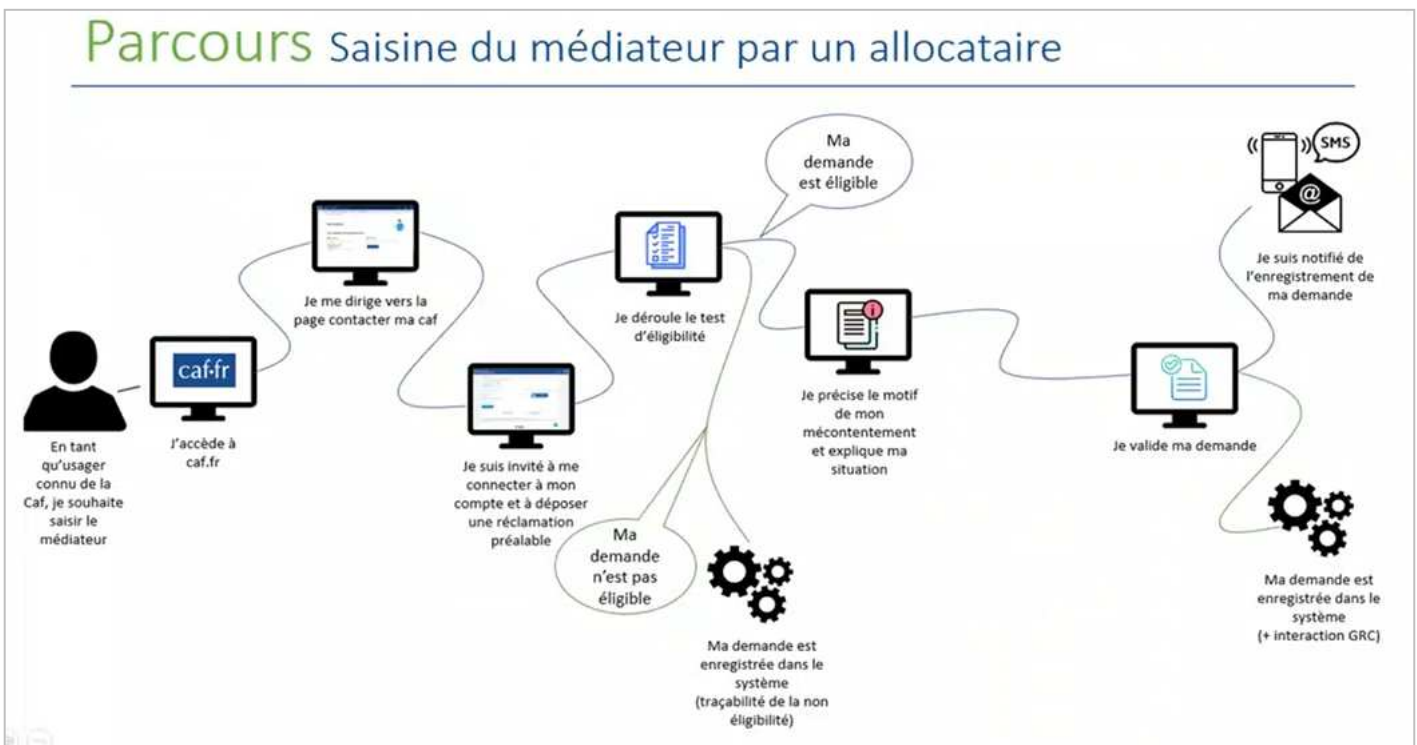 Parcours Saisine du médiateur par un allocataire
En tant
qu'usager
connu de la
Caf, je souhaite
saisir le
médiateur
caf.fr
J'accède à
caf.fr
Je me dirige vers la
page contacter ma caf
Je suis invité à me
connecter à mon
compte et à déposer
une réclamation
préalable
Je déroule le test
d'éligibilité
Ma
demande
est éligible
Ma
demande
n'est pas
éligible
Ma demande est
enregistrée dans le
système
(traçabilité de la non
éligibilité)
Je précise le motif
de mon
mécontentement
et explique ma
situation
Je valide ma demande
SMS
@
Je suis notifié de
l'enregistrement de
ma demande
Ma demande est
enregistrée dans le
système
(+ interaction GRC)